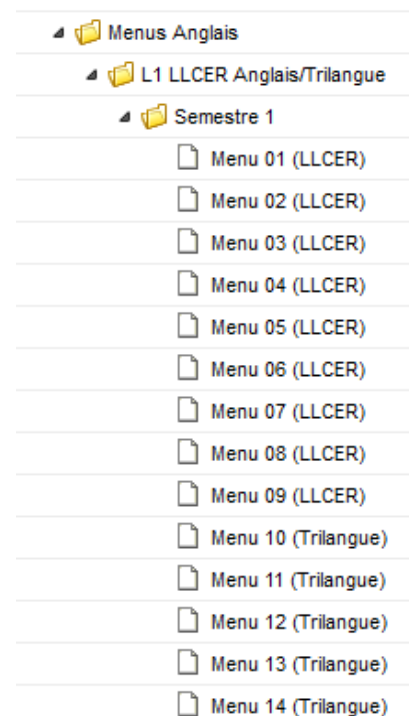 Menus Anglais
L1 LLCER Anglais/Trilangue
Semestre 1
Menu 01 (LLCER)
Menu 02 (LLCER)
Menu 03 (LLCER)
Menu 04 (LLCER)
Menu 05 (LLCER)
Menu 06 (LLCER)
Menu 07 (LLCER)
Menu 08 (LLCER)
Menu 09 (LLCER)
Menu 10 (Trilangue)
Menu 11 (Trilangue)
Menu 12 (Trilangue)
Menu 13 (Trilangue)
Menu 14 (Trilangue)